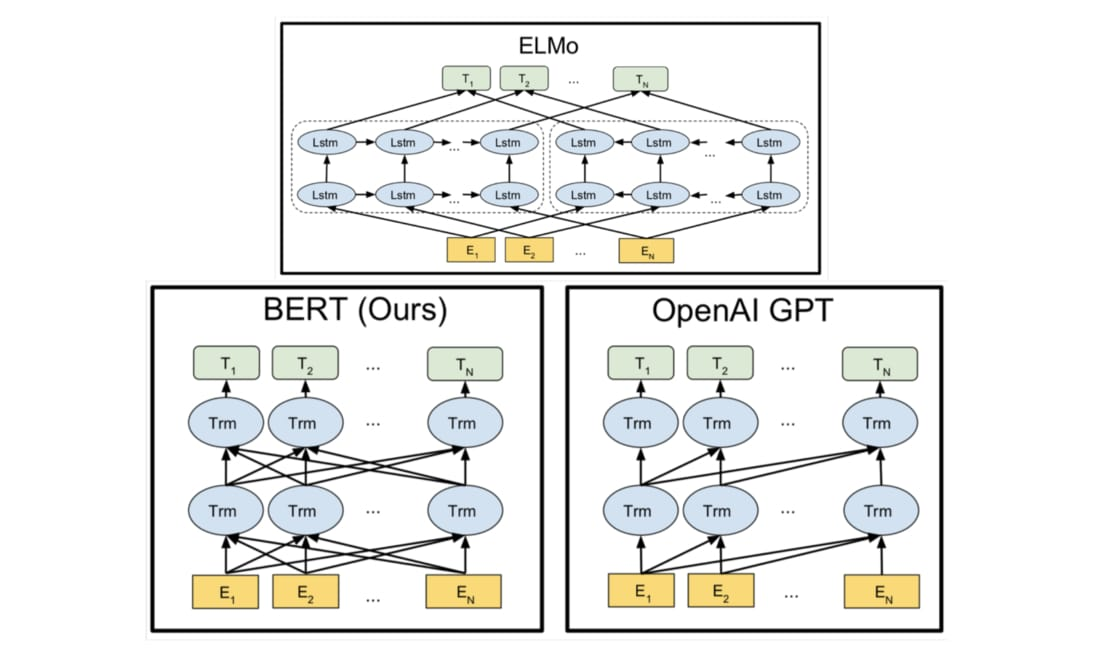 ELMo
T1 T2 ... TN
Lstm Lstm ... Lstm Lstm Lstm ... Lstm
Lstm Lstm ... Lstm Lstm Lstm ... Lstm
E1 E2 ... EN
BERT (Ours)
T1 T2 ... TN
Trm Trm ... Trm
Trm Trm ... Trm
E1 E2 ... EN
OpenAI GPT
T1 T2 ... TN
Trm Trm ... Trm
Trm Trm ... Trm
E1 E2 ... EN